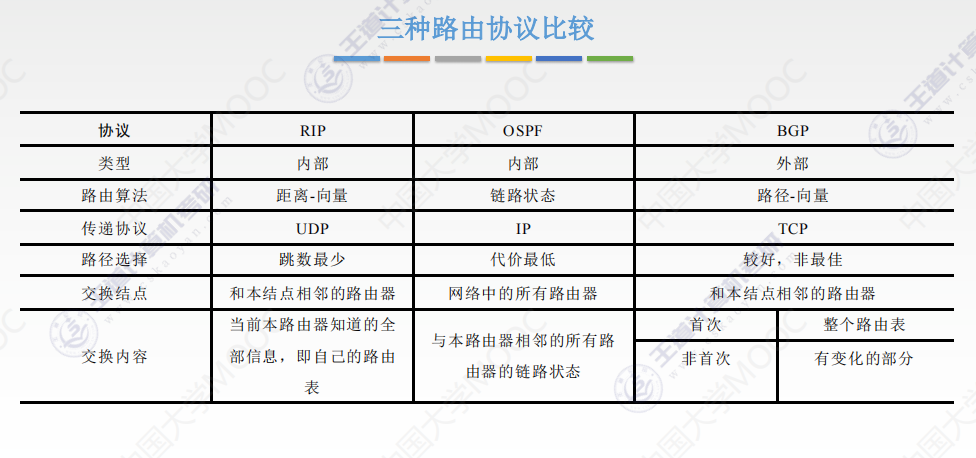 三种路由协议比较
协议 RIP OSPF BGP
类型 内部 内部 外部
路由算法 距离-向量 链路状态 路径-向量
传递协议 UDP IP TCP
路径选择 跳数最少 代价最低 较好，非最佳
交换结点 和本结点相邻的路由器 网络中的所有路由器 和本结点相邻的路由器
交换内容
当前本路由器知道的全
部信息，即自己的路由
表
与本路由器相邻的所有路
由器的链路状态
首次 整个路由表
非首次 有变化的部分
中国大学MOOC
王道计算机考研
www.cskaoyan.com